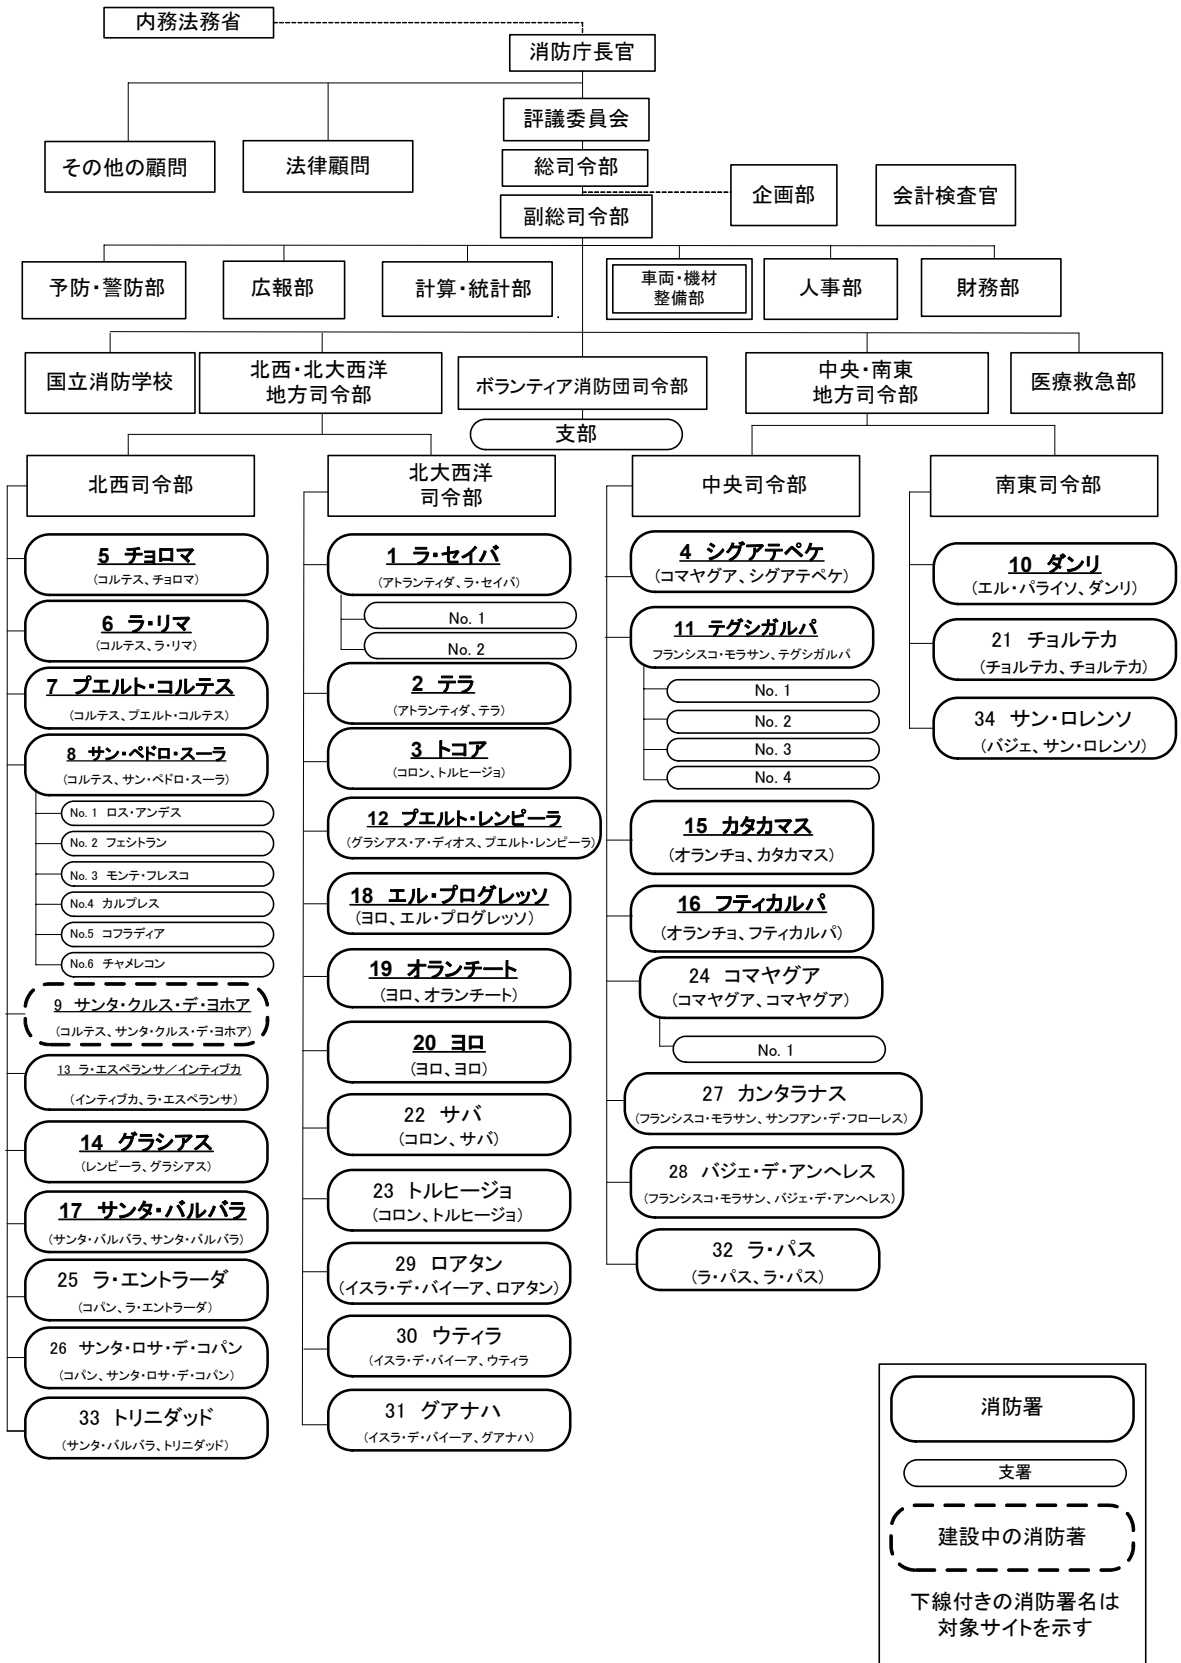 内務法務省
消防庁長官
評議委員会
その他の顧問
法律顧問
総司令部
企画部
会計検査官
副総司令部
予防・警防部
広報部
計算・統計部
車両・機材
整備部
人事部
財務部
国立消防学校
北西・北大西洋
地方司令部
ボランティア消防団司令部
中央・南東
地方司令部
医療救急部
支部
北西司令部
5 チョロマ
(コルテス、チョロマ)
6 ラ・リマ
(コルテス、ラ・リマ)
7 プエルト・コルテス
(コルテス、プエルト・コルテス)
8 サン・ペドロ・スーラ
(コルテス、サン・ペドロ・スーラ)
No. 1 ロス・アンデス
No. 2 フェシトラン
No. 3 モンテ・フレスコ
No.4 カルプレス
No.5 コフラディア
No.6 チャメレコン
9 サンタ・クルス・デ・ヨホア
(コルテス、サンタ・クルス・デ・ヨホア)
13 ラ・エスペランサ/インティブカ
(インティブカ、ラ・エスペランサ)
14 グラシアス
(レンピーラ、グラシアス)
17 サンタ・バルバラ
(サンタ・バルバラ、サンタ・バルバラ)
25 ラ・エントラーダ
(コパン、ラ・エントラーダ)
26 サンタ・ロサ・デ・コパン
(コパン、サンタ・ロサ・デ・コパン)
33 トリニダッド
(サンタ・バルバラ、トリニダッド)
北大西洋
司令部
1 ラ・セイバ
(アトランティダ、ラ・セイバ)
No. 1
No. 2
2 テラ
(アトランティダ、テラ)
3 トコア
(コロン、トルヒージョ)
12 プエルト・レンピーラ
(グラシアス・ア・ディオス、プエルト・レンピーラ)
18 エル・プログレッソ
(ヨロ、エル・プログレッソ)
19 オランチート
(ヨロ、オランチート)
20 ヨロ
(ヨロ、ヨロ)
22 サバ
(コロン、サバ)
23 トルヒージョ
(コロン、トルヒージョ)
29 ロアタン
(イスラ・デ・バイーア、ロアタン)
30 ウティラ
(イスラ・デ・バイーア、ウティラ
31 グアナハ
(イスラ・デ・バイーア、グアナハ)
中央司令部
4 シグアテペケ
(コマヤグア、シグアテペケ)
11 テグシガルパ
フランシスコ・モラサン、テグシガルパ
No. 1
No. 2
No. 3
No. 4
15 カタカマス
(オランチョ、カタカマス)
16 フティカルパ
(オランチョ、フティカルパ)
24 コマヤグア
(コマヤグア、コマヤグア)
No. 1
27 カンタラナス
(フランシスコ・モラサン、サンフアン・デ・フローレス)
28 バジェ・デ・アンヘレス
(フランシスコ・モラサン、バジェ・デ・アンヘレス)
32 ラ・パス
(ラ・パス、ラ・パス)
南東司令部
10 ダンリ
(エル・パライソ、ダンリ)
21 チョルテカ
(チョルテカ、チョルテカ)
34 サン・ロレンソ
(バジェ、サン・ロレンソ)
消防署
支署
建設中の消防署
下線付きの消防署名は
対象サイトを示す